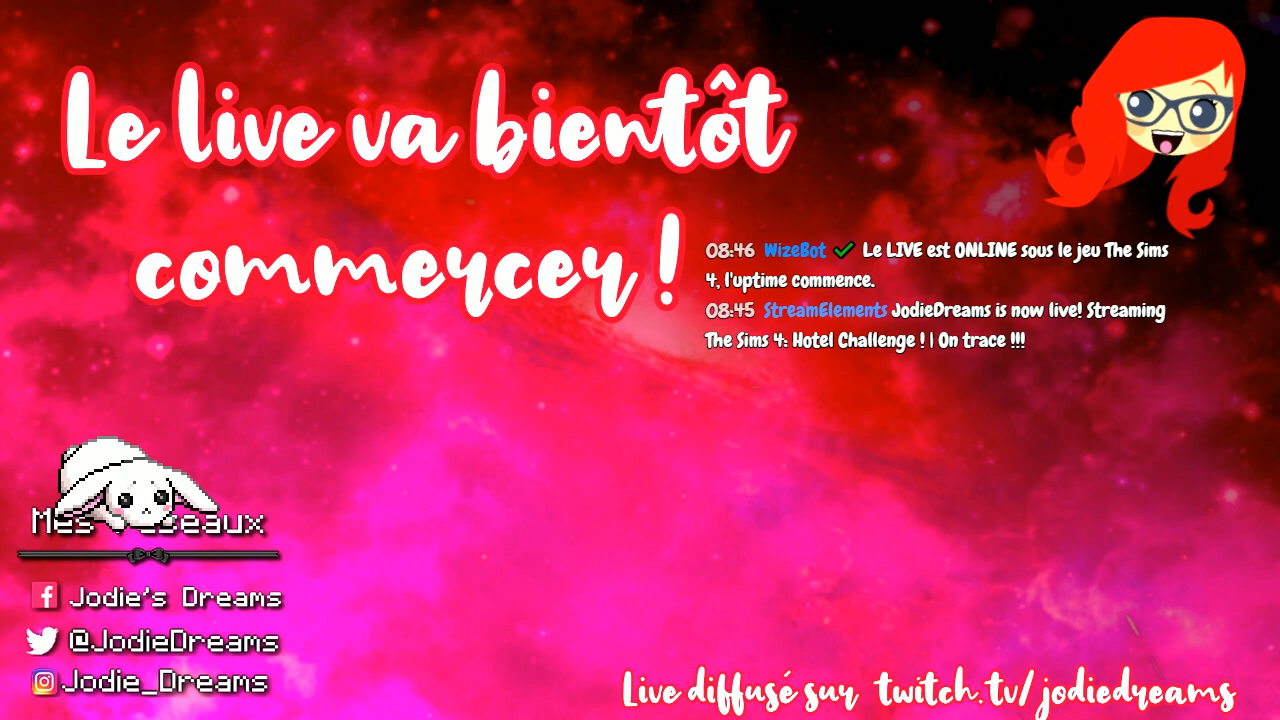 Le live va bientôt
commercer !
08:46 WizeBot Le LIVE est ONLINE sous le jeu The Sims
4, l'uptime commence.
08:45 StreamElements JodieDreams is now live! Streaming
The Sims 4: Hotel Challenge ! | On trace !!!
Mes
Jodie's Dreams
@JodieDreams
Jodie_Dreams
Live diffusé sur twitch.tv/jodiedreams